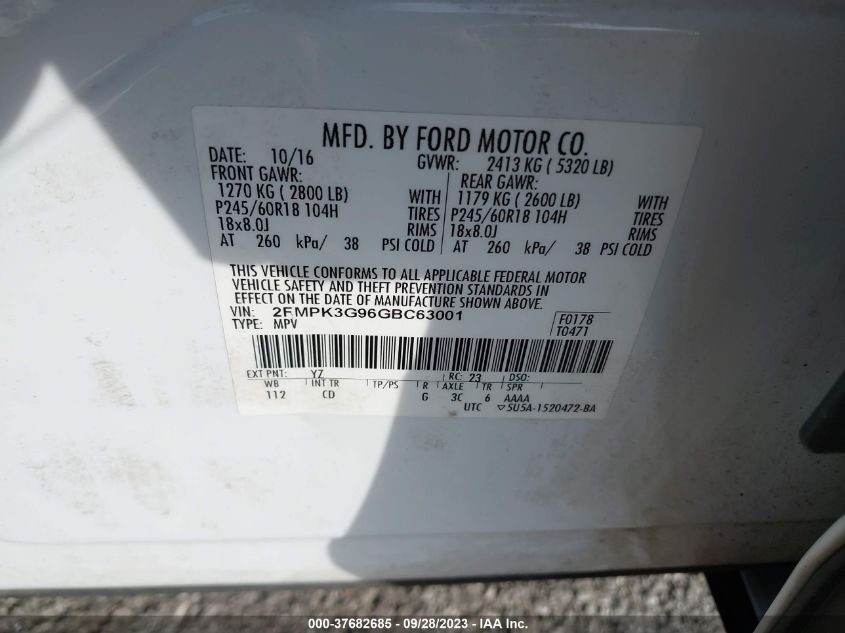 MFD. BY FORD MOTOR CO.
DATE: 10/16 GVWR: 2413 KG ( 5320 LB)
FRONT GAWR: REAR GAWR:
1270 KG ( 2800 LB) WITH 1179 KG ( 2600 LB) WITH
P245/60R18 104H TIRES P245/60R18 104H TIRES
18x8.0J RIMS 18x8.0J RIMS
AT 260 kPa/ 38 PSI COLD AT 260 kPa/ 38 PSI COLD
THIS VEHICLE CONFORMS TO ALL APPLICABLE FEDERAL MOTOR
VEHICLE SAFETY AND THEFT PREVENTION STANDARDS IN
EFFECT ON THE DATE OF MANUFACTURE SHOWN ABOVE.
VIN: 2FMPK3G96GBC63001 F0178
TYPE: MPV T0471
EXT PNT: YZ RC: 23 DSO:
WB INT TR TP/PS R AXLE TR SPR
112 CD G 3C 6 AAAA
UTC ▽5U5A-1520472-BA
000-37682685 - 09/28/2023 - IAAI.COM